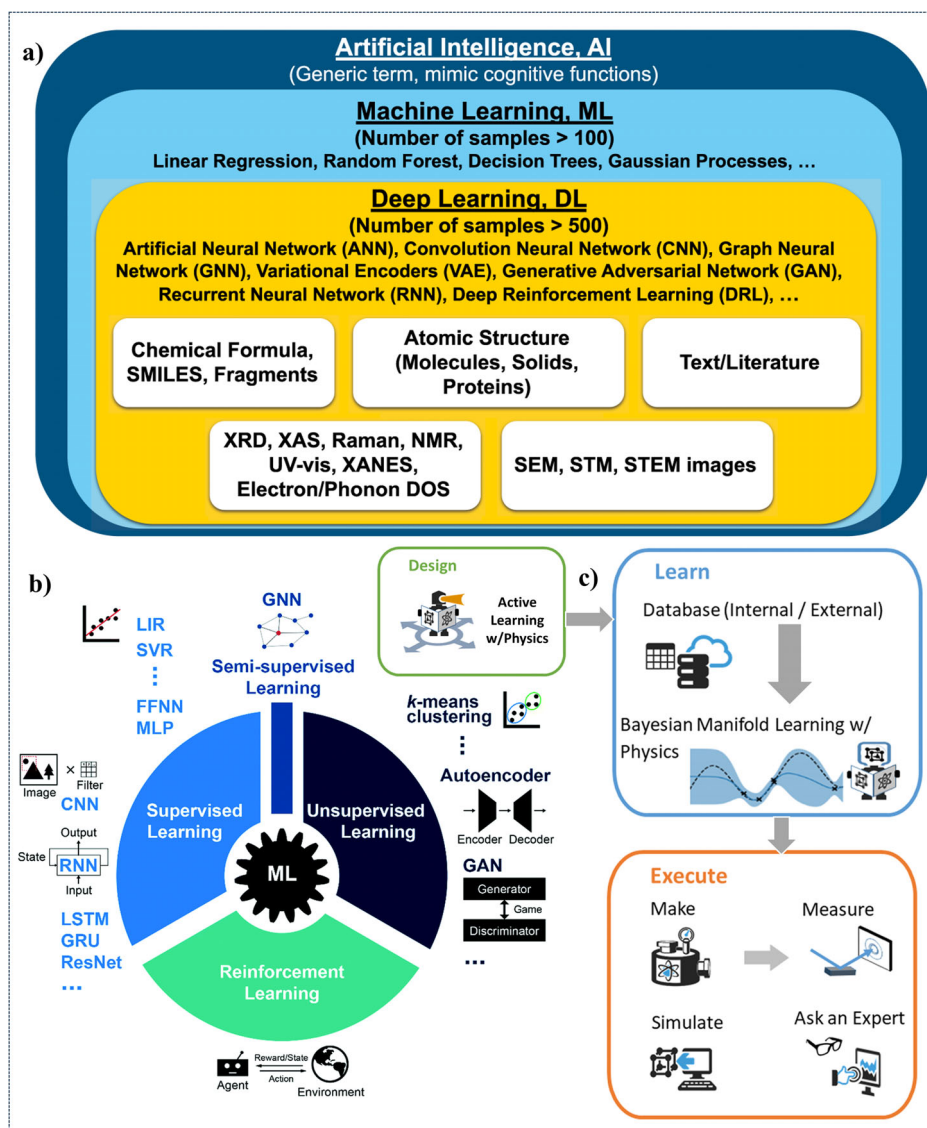 a)
Artificial Intelligence, AI
(Generic term, mimic cognitive functions)
Machine Learning, ML
(Number of samples > 100)
Linear Regression, Random Forest, Decision Trees, Gaussian Processes, ...
Deep Learning, DL
(Number of samples > 500)
Artificial Neural Network (ANN), Convolution Neural Network (CNN), Graph Neural
Network (GNN), Variational Encoders (VAE), Generative Adversarial Network (GAN),
Recurrent Neural Network (RNN), Deep Reinforcement Learning (DRL), ...
Chemical Formula,
SMILES, Fragments
Atomic Structure
(Molecules, Solids,
Proteins)
Text/Literature
XRD, XAS, Raman, NMR,
UV-vis, XANES,
Electron/Phonon DOS
SEM, STM, STEM images
b)
LIR
SVR
⋮
FFNN
MLP
Image
×
Filter
CNN
Output
State
RNN
Input
LSTM
GRU
ResNet
...
GNN
Semi-supervised
Learning
Supervised
Learning
Unsupervised
Learning
ML
Reinforcement
Learning
Agent
Reward/State
Action
Environment
k-means
clustering
⋮
Autoencoder
Encoder
Decoder
GAN
Generator
Game
Discriminator
...
c)
Design
Active
Learning
w/Physics
Learn
Database (Internal / External)
Bayesian Manifold Learning w/
Physics
Execute
Make
Measure
Simulate
Ask an Expert